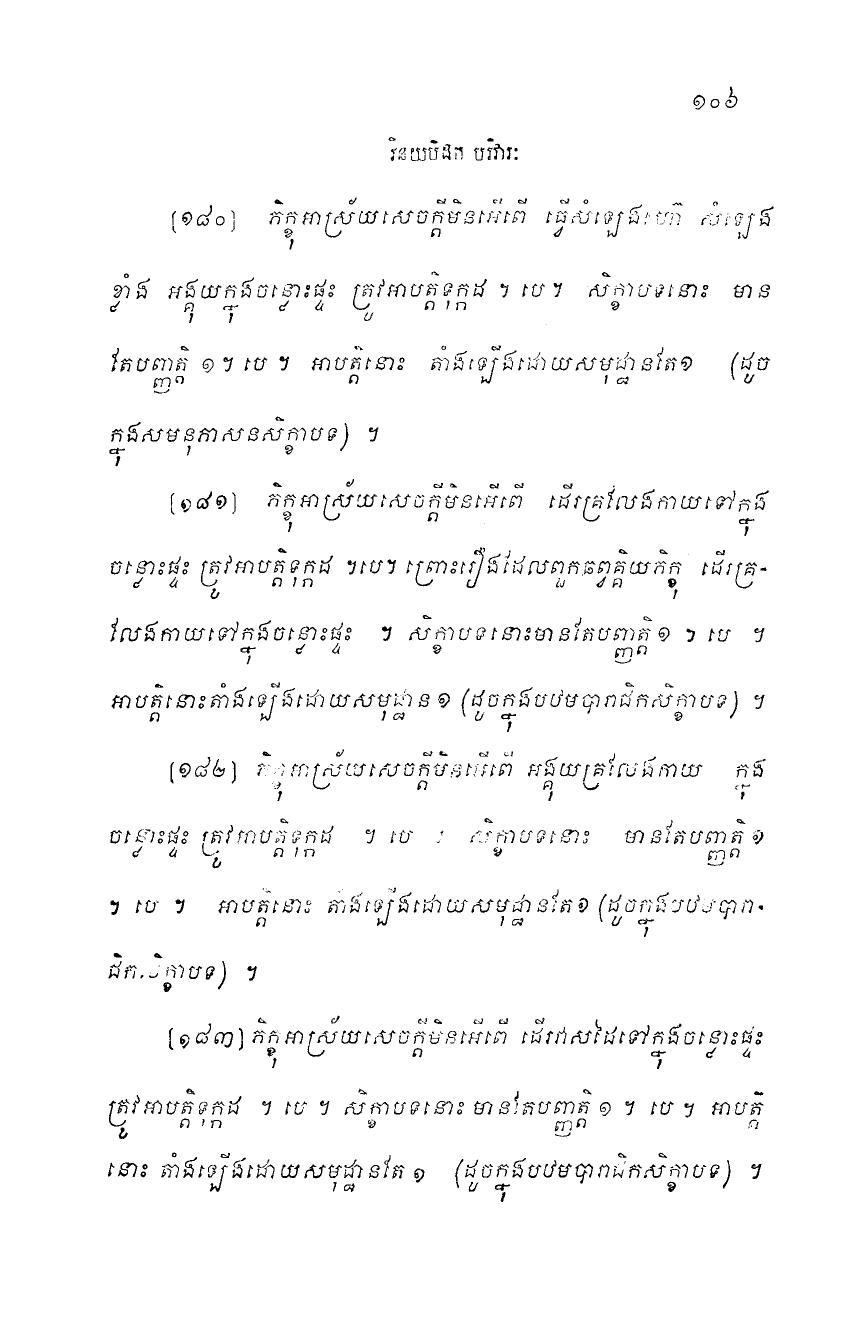 ១០៦
វិនយបិដក បរិវារៈ
[១៨០] ភិក្ខុអាស្រ័យសេចក្តីមិនអើពើ ធ្វើសំឡេង សំឡេង
ខ្លាំង អង្គុយក្នុងចន្លោះផ្ទះ ត្រូវអាបត្តិទុក្កដ ។ បេ ។ សិក្ខាបទនោះ មាន
តែបញ្ញត្តិ ១ ។ បេ ។ អាបត្តិនោះ តាំងឡើងដោយសមុដ្ឋានតែ១ (ដូច
ក្នុងសមនុភាសនសិក្ខាបទ) ។
[១៨១] ភិក្ខុអាស្រ័យសេចក្តីមិនអើពើ ដើរគ្រលែងកាយទៅក្នុង
ចន្លោះផ្ទះ ត្រូវអាបត្តិទុក្កដ ។បេ។ ព្រោះរឿងដែលពួកឆព្វគ្គិយភិក្ខុ ដើរគ្រ-
លែងកាយទៅក្នុងចន្លោះផ្ទះ ។ សិក្ខាបទនោះមានតែបញ្ញត្តិ ១ ។ បេ ។
អាបត្តិនោះតាំងឡើងដោយសមុដ្ឋាន ១ (ដូចក្នុងបឋមបារាជិកសិក្ខាបទ) ។
[១៨២] ភិក្ខុអាស្រ័យសេចក្តីមិនអើពើ អង្គុយគ្រលែងកាយ ក្នុង
ចន្លោះផ្ទះ ត្រូវអាបត្តិទុក្កដ ។ បេ ។ សិក្ខាបទនោះ មានតែបញ្ញត្តិ ១
។ បេ ។ អាបត្តិនោះ តាំងឡើងដោយសមុដ្ឋានតែ១ (ដូចក្នុងបឋមបារា-
ជិកសិក្ខាបទ) ។
[១៨៣] ភិក្ខុអាស្រ័យសេចក្តីមិនអើពើ ដើររវាសដៃទៅក្នុងចន្លោះផ្ទះ
ត្រូវអាបត្តិទុក្កដ ។ បេ ។ សិក្ខាបទនោះ មានតែបញ្ញត្តិ ១ ។ បេ ។ អាបត្តិ
នោះ តាំងឡើងដោយសមុដ្ឋានតែ ១ (ដូចក្នុងបឋមបារាជិកសិក្ខាបទ) ។